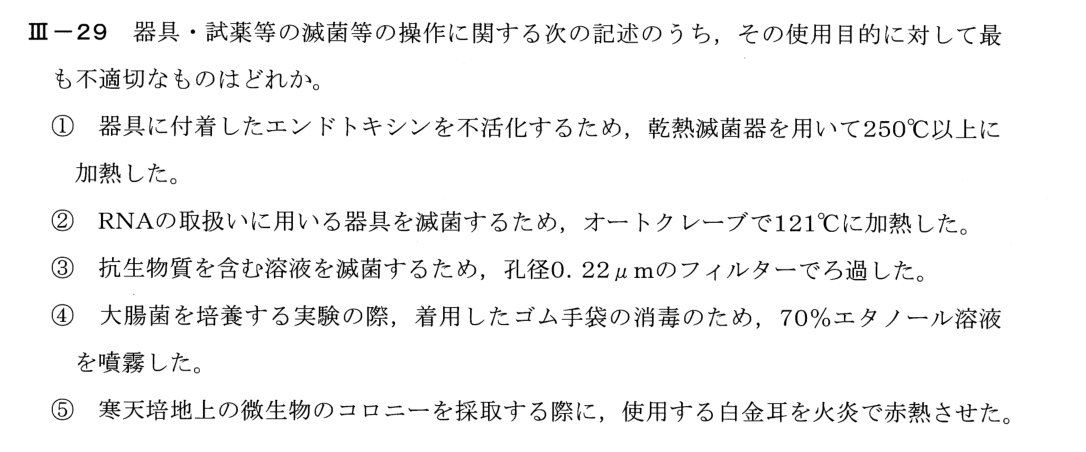 Ⅲ－29　器具・試薬等の滅菌等の操作に関する次の記述のうち，その使用目的に対して最
も不適切なものはどれか。
①　器具に付着したエンドトキシンを不活化するため，乾熱滅菌器を用いて250℃以上に
加熱した。
②　RNAの取扱いに用いる器具を滅菌するため，オートクレーブで121℃に加熱した。
③　抗生物質を含む溶液を滅菌するため，孔径0. 22μmのフィルターでろ過した。
④　大腸菌を培養する実験の際，着用したゴム手袋の消毒のため，70％エタノール溶液
を噴霧した。
⑤　寒天培地上の微生物のコロニーを採取する際に，使用する白金耳を火炎で赤熱させた。